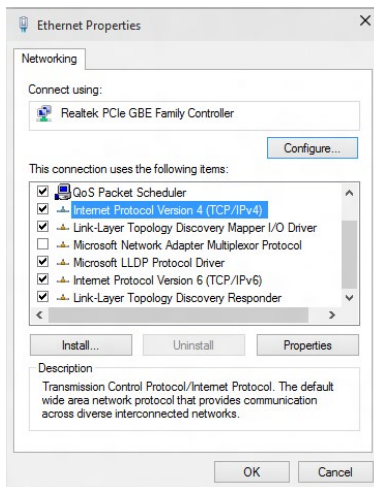 Ethernet Properties
Networking
Connect using:
Realtek PCIe GBE Family Controller
Configure...
This connection uses the following items:
QoS Packet Scheduler
Internet Protocol Version 4 (TCP/IPv4)
Link-Layer Topology Discovery Mapper I/O Driver
Microsoft Network Adapter Multiplexor Protocol
Microsoft LLDP Protocol Driver
Internet Protocol Version 6 (TCP/IPv6)
Link-Layer Topology Discovery Responder
Install... Uninstall Properties
Description
Transmission Control Protocol/Internet Protocol. The default
wide area network protocol that provides communication
across diverse interconnected networks.
OK Cancel